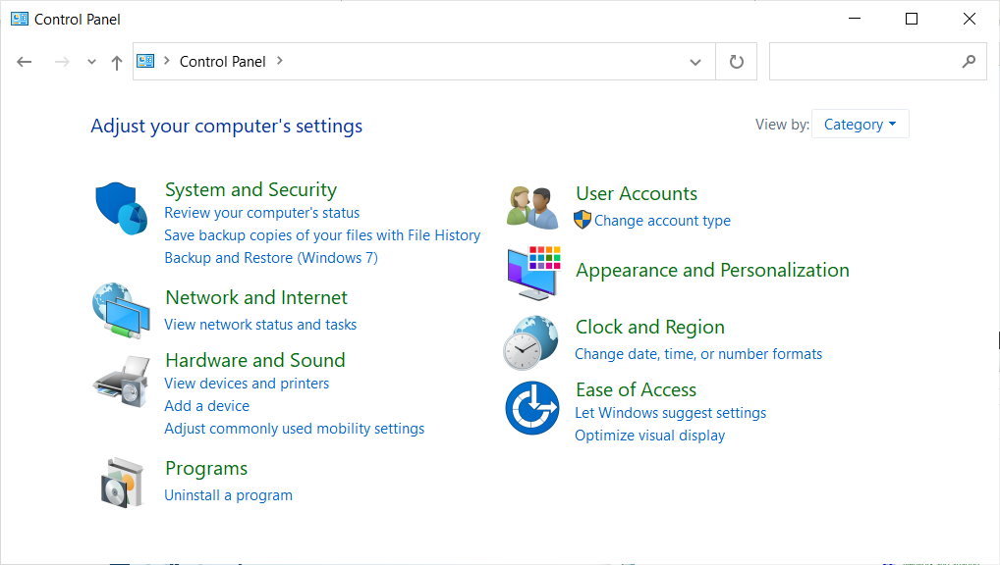 Control Panel
Control Panel
Adjust your computer's settings
View by: Category
System and Security
Review your computer's status
Save backup copies of your files with File History
Backup and Restore (Windows 7)
Network and Internet
View network status and tasks
Hardware and Sound
View devices and printers
Add a device
Adjust commonly used mobility settings
Programs
Uninstall a program
User Accounts
Change account type
Appearance and Personalization
Clock and Region
Change date, time, or number formats
Ease of Access
Let Windows suggest settings
Optimize visual display